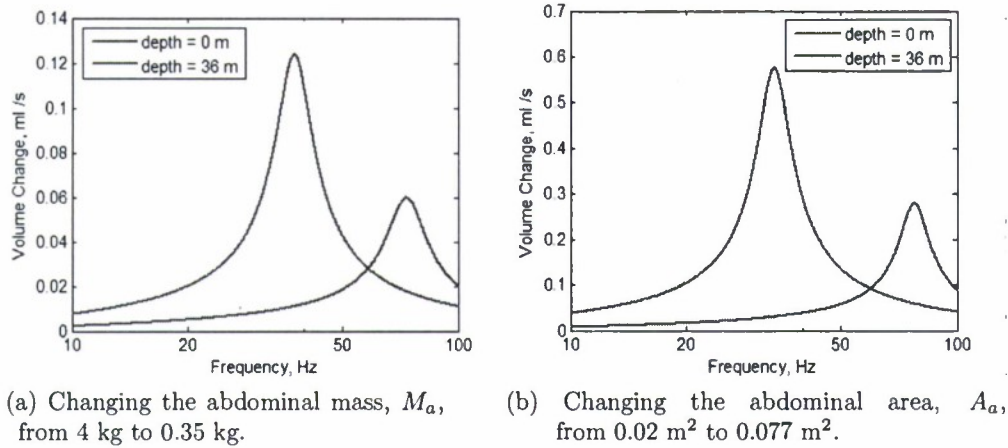 0.14
0.12
0.1
0.08
0.06
0.04
0.02
0
Volume Change, ml /s
depth = 0 m
depth = 36 m
10 20 50 100
Frequency, Hz
(a) Changing the abdominal mass, Mₐ,
from 4 kg to 0.35 kg.
0.7
0.6
0.5
0.4
0.3
0.2
0.1
0
Volume Change, ml /s
depth = 0 m
depth = 36 m
10 20 50 100
Frequency, Hz
(b) Changing the abdominal area, Aₐ,
from 0.02 m² to 0.077 m².